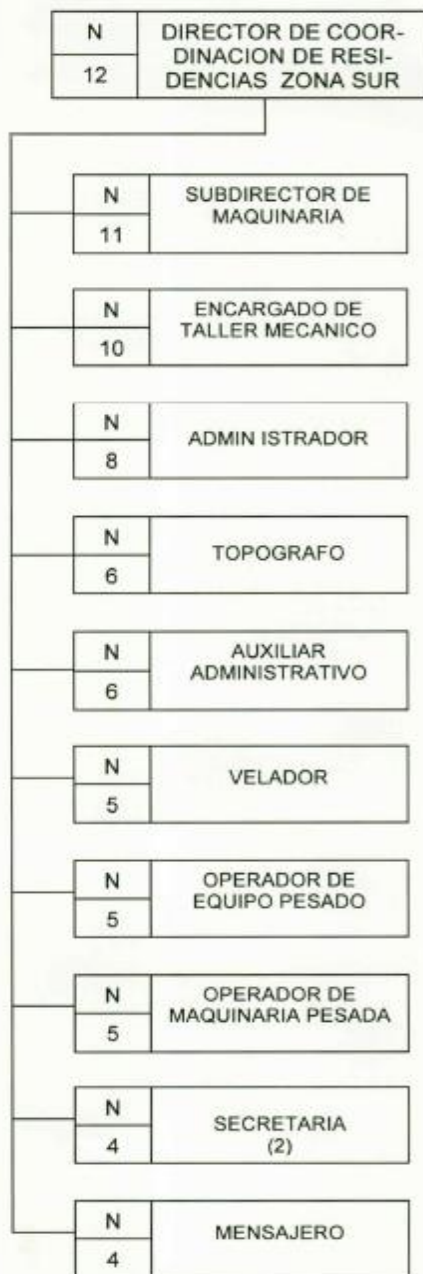 N
12
DIRECTOR DE COOR-
DINACION DE RESI-
DENCIAS ZONA SUR
N
11
SUBDIRECTOR DE
MAQUINARIA
N
10
ENCARGADO DE
TALLER MECANICO
N
8
ADMIN ISTRADOR
N
6
TOPOGRAFO
N
6
AUXILIAR
ADMINISTRATIVO
N
5
VELADOR
N
5
OPERADOR DE
EQUIPO PESADO
N
5
OPERADOR DE
MAQUINARIA PESADA
N
4
SECRETARIA
(2)
N
4
MENSAJERO